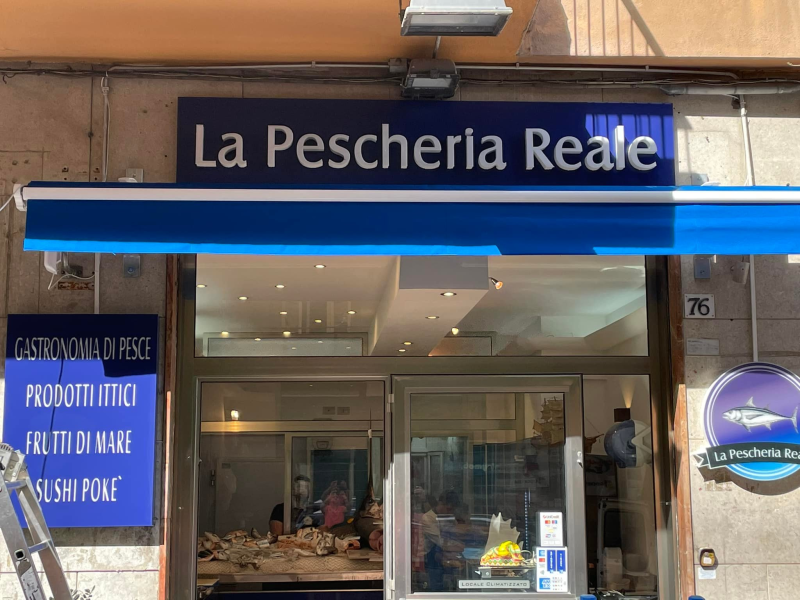 La Pescheria Reale
76
GASTRONOMIA DI PESCE
PRODOTTI ITTICI
FRUTTI DI MARE
SUSHI POKE`
La Pescheria Rea
LOCALE CLIMATIZZATO